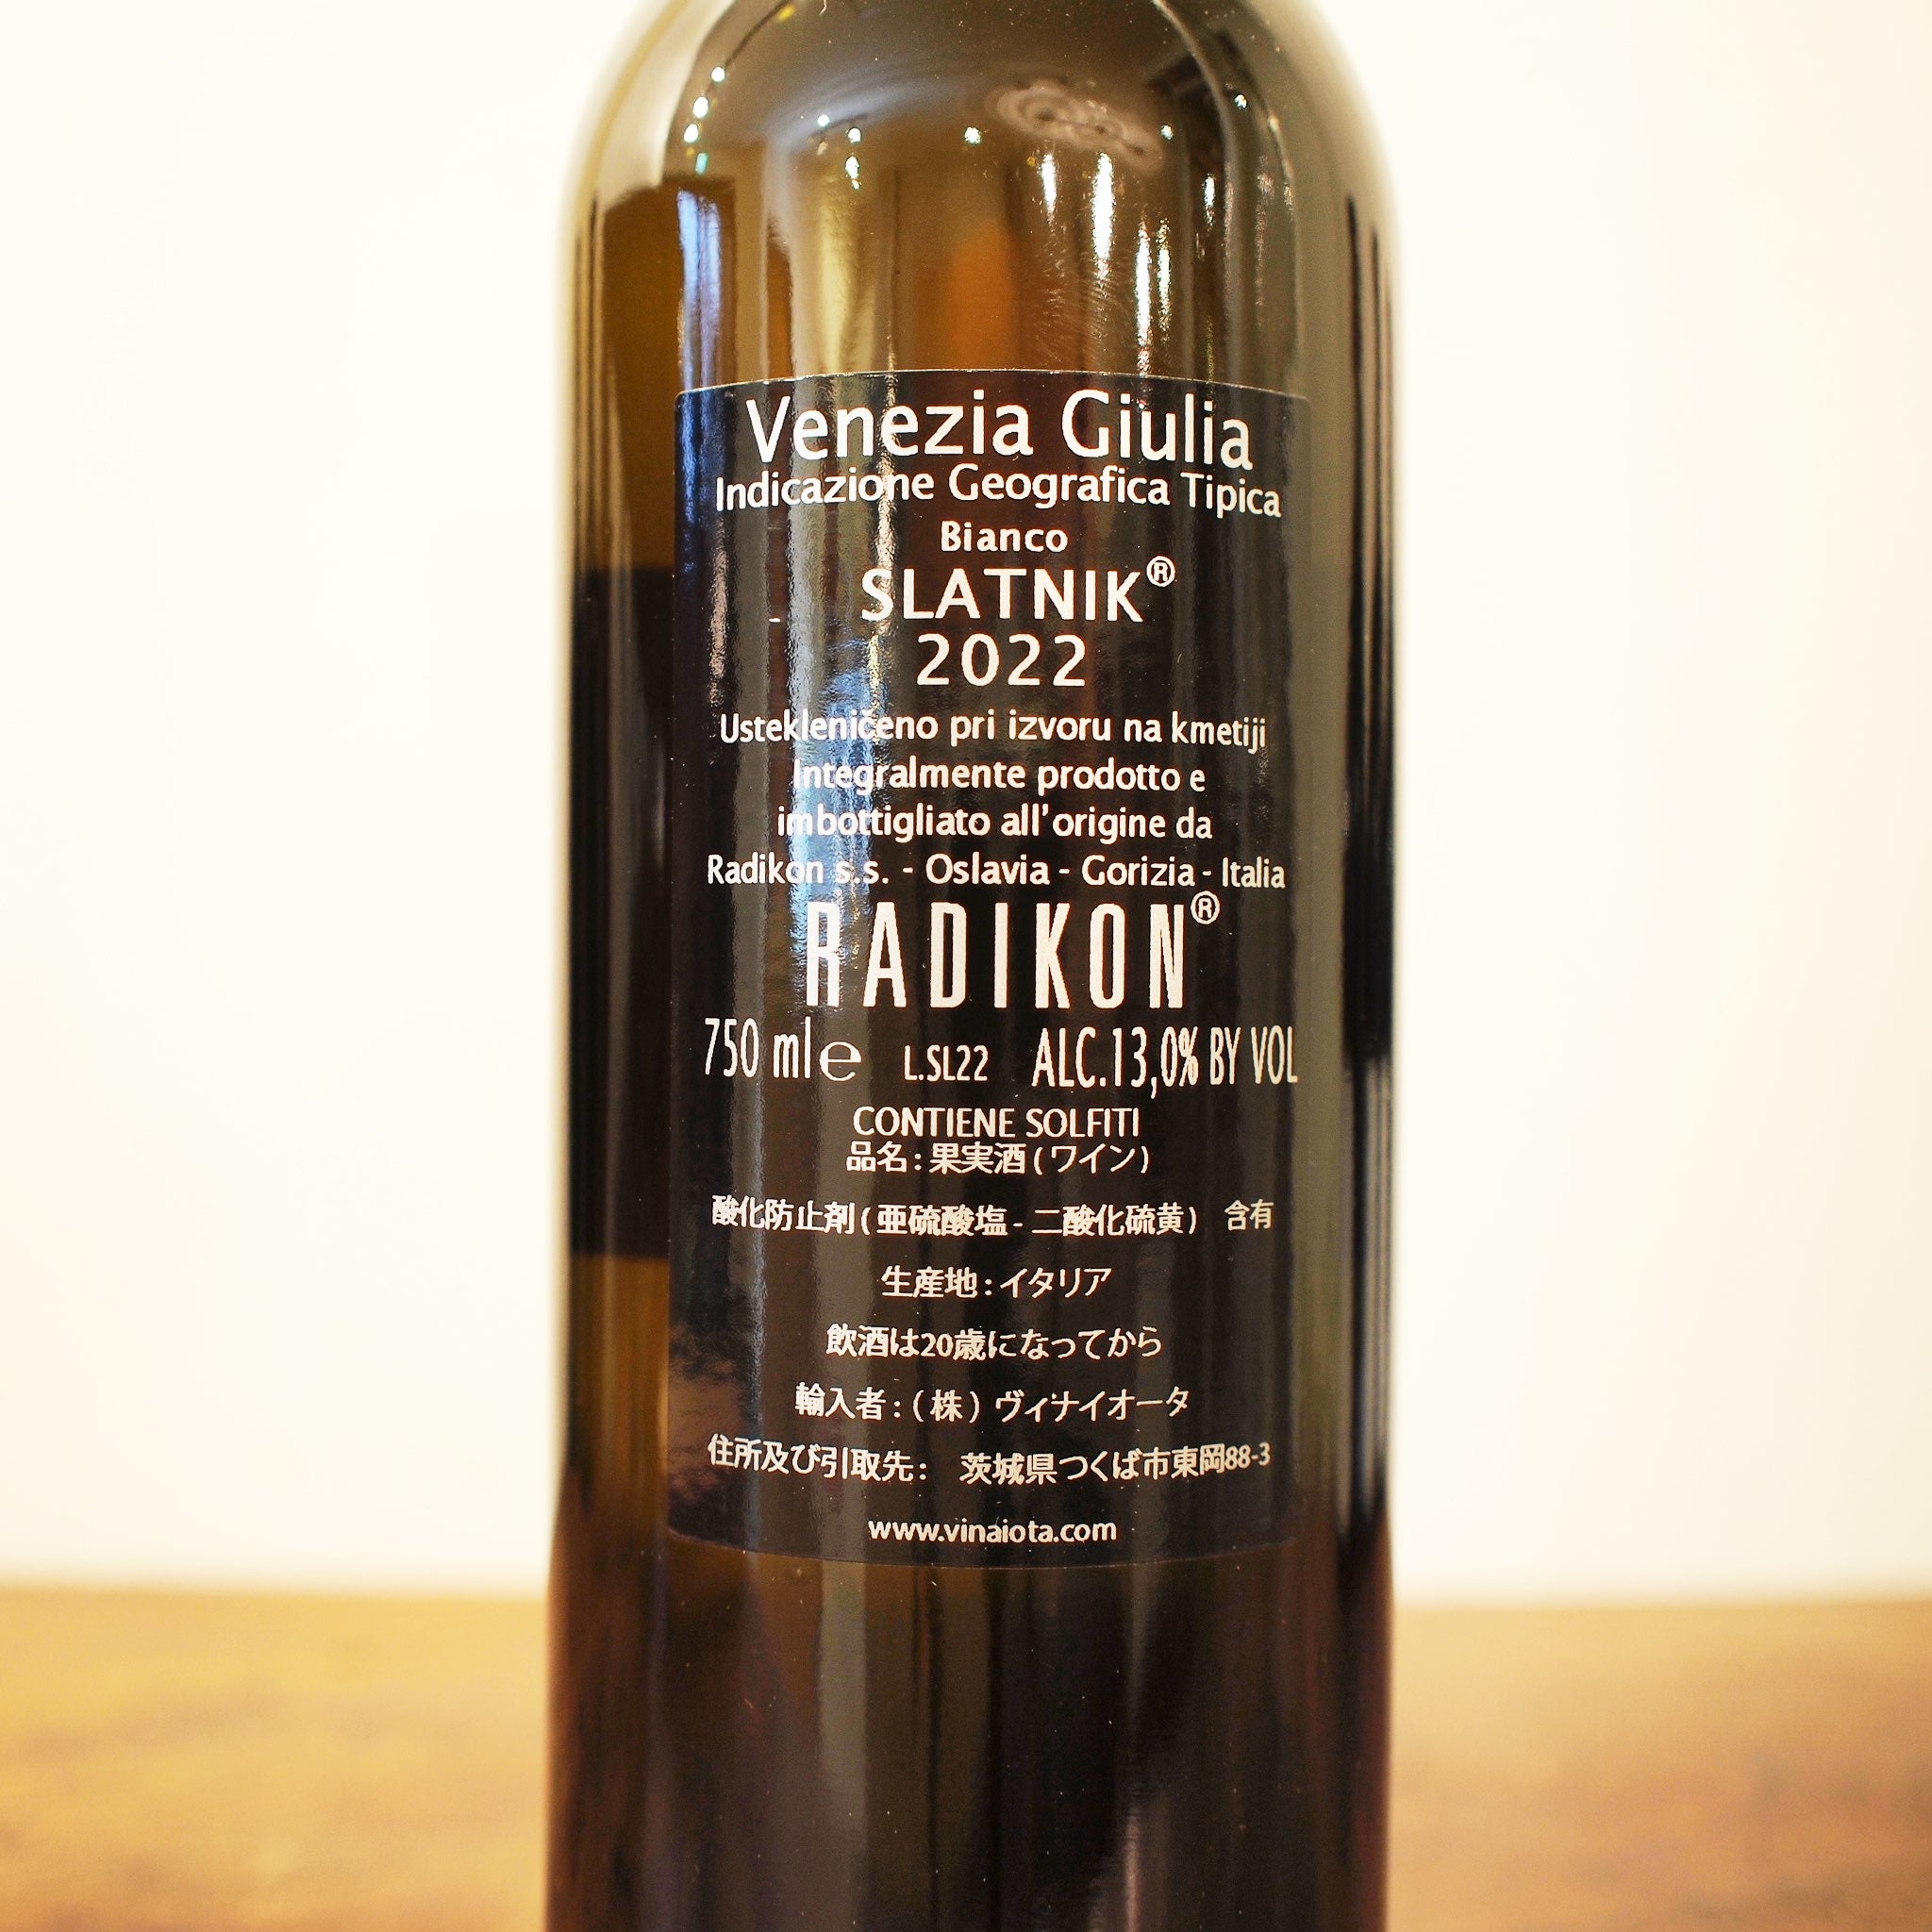 Venezia Giulia
Indicazione Geografica Tipica
Bianco
SLATNIK®
2022
Ustekleničeno pri izvoru na kmetiji
Integralmente prodotto e
imbottigliato all'origine da
Radikon s.s. - Oslavia - Gorizia - Italia
RADIKON®
750 ml℮ L.SL22 ALC.13,0% BY VOL
CONTIENE SOLFITI
品名:果実酒(ワイン)
酸化防止剤(亜硫酸塩-二酸化硫黄) 含有
生産地:イタリア
飲酒は20歳になってから
輸入者:(株)ヴィナイオータ
住所及び引取先: 茨城県つくば市東岡88-3
www.vinaiota.com